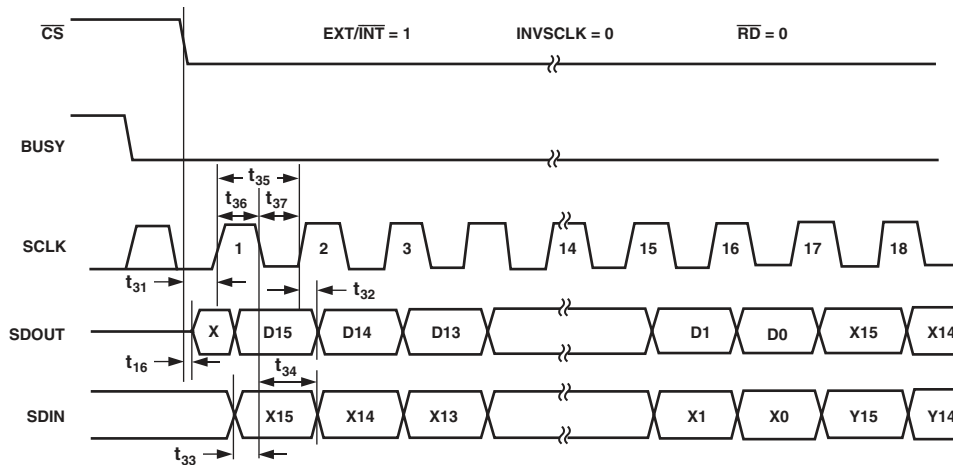 CS EXT/INT = 1 INVSCLK = 0 RD = 0
BUSY
t35
t36 t37
SCLK 1 2 3 14 15 16 17 18
t31 t32
SDOUT X D15 D14 D13 D1 D0 X15 X14
t16 t34
SDIN X15 X14 X13 X1 X0 Y15 Y14
t33